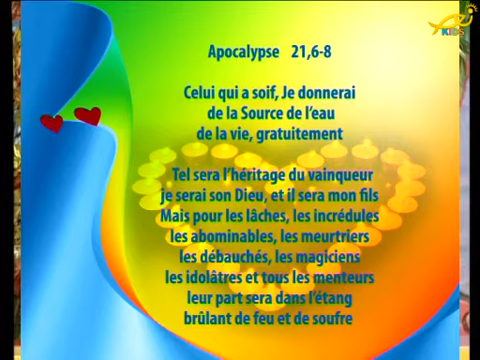 KIDS
Apocalypse 21,6-8
Celui qui a soif, Je donnerai
de la Source de l'eau
de la vie, gratuitement
Tel sera l'héritage du vainqueur
je serai son Dieu, et il sera mon fils
Mais pour les lâches, les incrédules
les abominables, les meurtriers
les débauchés, les magiciens
les idolâtres et tous les menteurs
leur part sera dans l'étang
brûlant de feu et de soufre